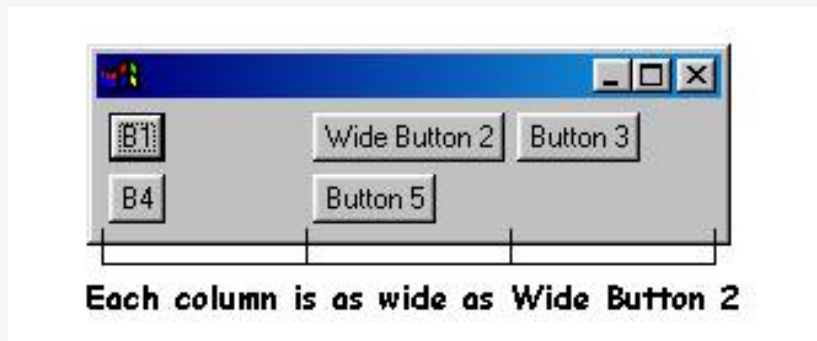 B1 Wide Button 2 Button 3
B4 Button 5
Each column is as wide as Wide Button 2